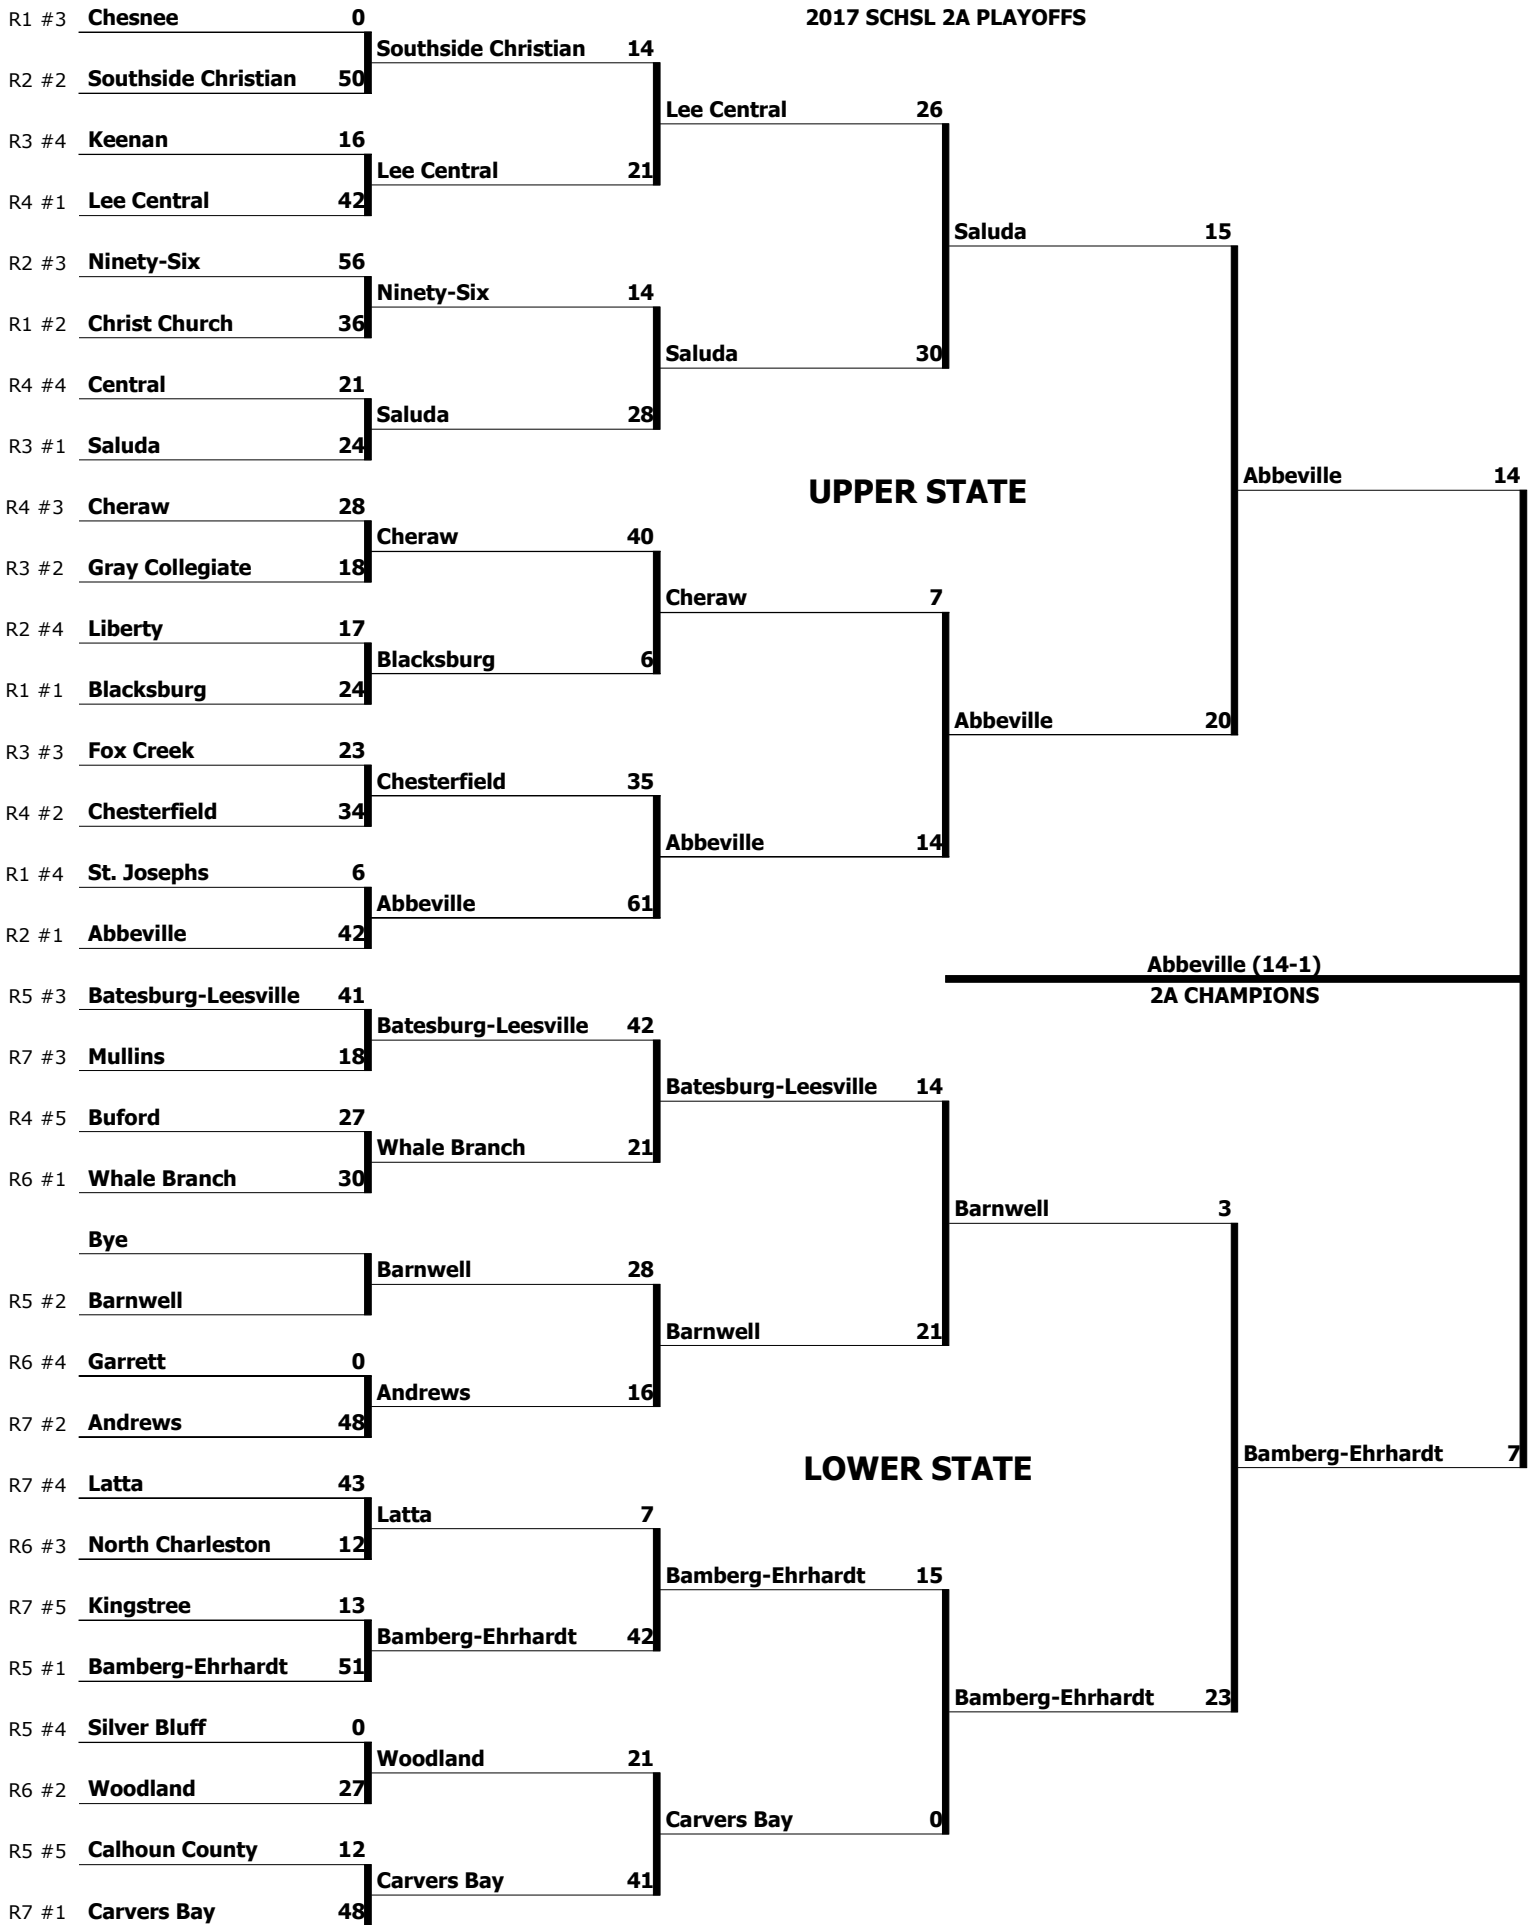 2017 SCHSL 2A PLAYOFFS
R1 #3 Chesnee 0
R2 #2 Southside Christian 50
R3 #4 Keenan 16
R4 #1 Lee Central 42
R2 #3 Ninety-Six 56
R1 #2 Christ Church 36
R4 #4 Central 21
R3 #1 Saluda 24
R4 #3 Cheraw 28
R3 #2 Gray Collegiate 18
R2 #4 Liberty 17
R1 #1 Blacksburg 24
R3 #3 Fox Creek 23
R4 #2 Chesterfield 34
R1 #4 St. Josephs 6
R2 #1 Abbeville 42
R5 #3 Batesburg-Leesville 41
R7 #3 Mullins 18
R4 #5 Buford 27
R6 #1 Whale Branch 30
Bye
R5 #2 Barnwell
R6 #4 Garrett 0
R7 #2 Andrews 48
R7 #4 Latta 43
R6 #3 North Charleston 12
R7 #5 Kingstree 13
R5 #1 Bamberg-Ehrhardt 51
R5 #4 Silver Bluff 0
R6 #2 Woodland 27
R5 #5 Calhoun County 12
R7 #1 Carvers Bay 48
Southside Christian 14
Lee Central 21
Ninety-Six 14
Saluda 28
Cheraw 40
Blacksburg 6
Chesterfield 35
Abbeville 61
Batesburg-Leesville 42
Whale Branch 21
Barnwell 28
Andrews 16
Latta 7
Bamberg-Ehrhardt 42
Woodland 21
Carvers Bay 41
Lee Central 26
Saluda 30
Cheraw 7
Abbeville 14
Batesburg-Leesville 14
Barnwell 21
Bamberg-Ehrhardt 15
Carvers Bay 0
UPPER STATE
LOWER STATE
Saluda 15
Abbeville 20
Barnwell 3
Bamberg-Ehrhardt 23
Abbeville 14
Bamberg-Ehrhardt 7
Abbeville (14-1)
2A CHAMPIONS